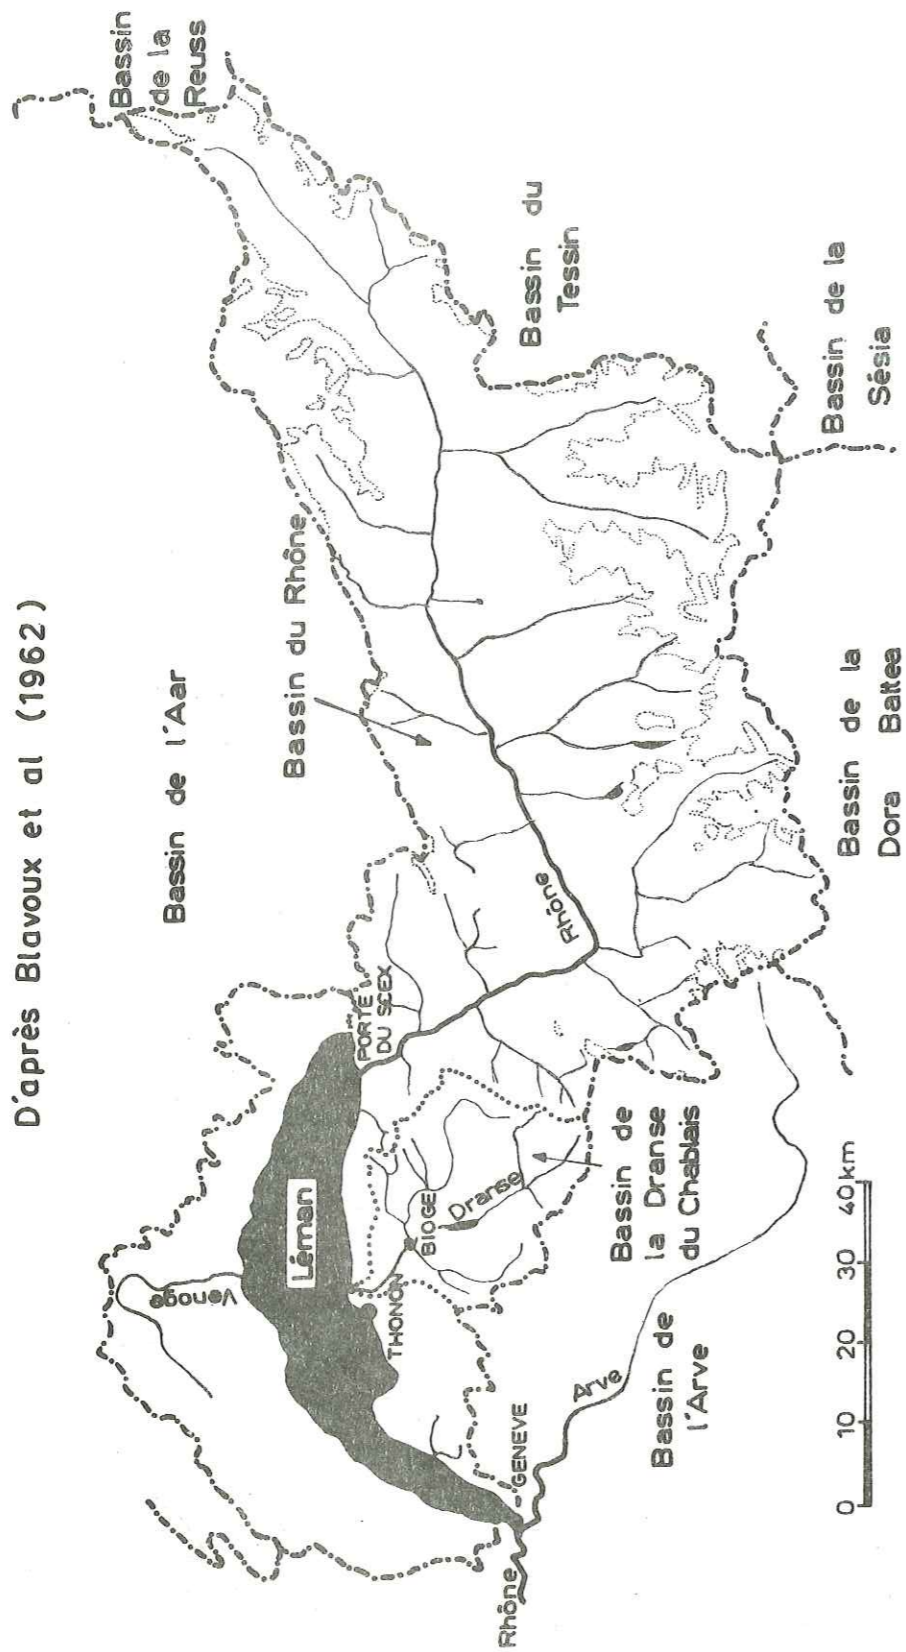 D'après Blavoux et al (1962)
Bassin
de la
Reuss
Bassin de l'Aar
Bassin du Rhône
Bassin du
Tessin
Bassin de la
Sésia
Bassin de la
Dora Baltea
Rhône
PORTE
DU SCEX
Léman
Venoge
THONON
BIOGE
Dranse
Bassin de
la Dranse
du Chablais
GENEVE
Arve
Bassin de
l'Arve
Rhône
0 10 20 30 40 km